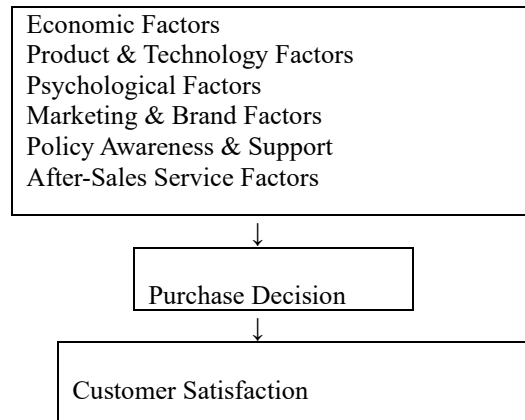 Economic Factors
Product & Technology Factors
Psychological Factors
Marketing & Brand Factors
Policy Awareness & Support
After-Sales Service Factors
↓
Purchase Decision
↓
Customer Satisfaction